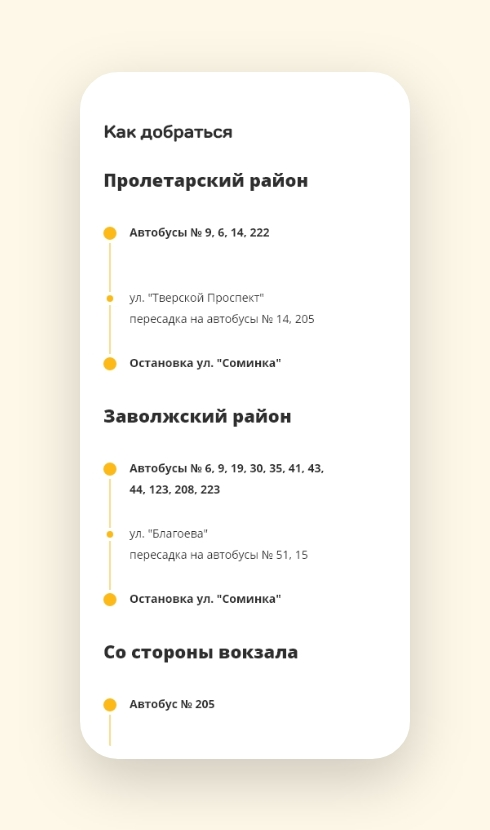 Как добраться
Пролетарский район
Автобусы № 9, 6, 14, 222
ул. "Тверской Проспект"
пересадка на автобусы № 14, 205
Остановка ул. "Соминка"
Заволжский район
Автобусы № 6, 9, 19, 30, 35, 41, 43,
44, 123, 208, 223
ул. "Благоева"
пересадка на автобусы № 51, 15
Остановка ул. "Соминка"
Со стороны вокзала
Автобус № 205